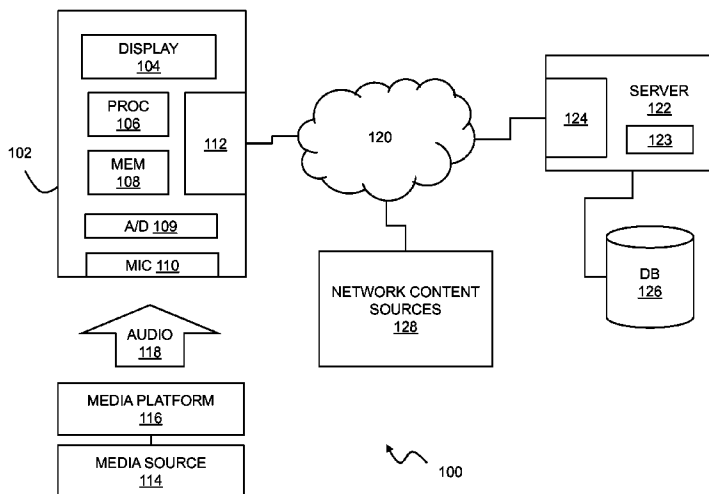 DISPLAY
104
PROC
106
MEM
108
112
A/D 109
MIC 110
102
AUDIO
118
MEDIA PLATFORM
116
MEDIA SOURCE
114
120
NETWORK CONTENT
SOURCES
128
124
SERVER
122
123
DB
126
100